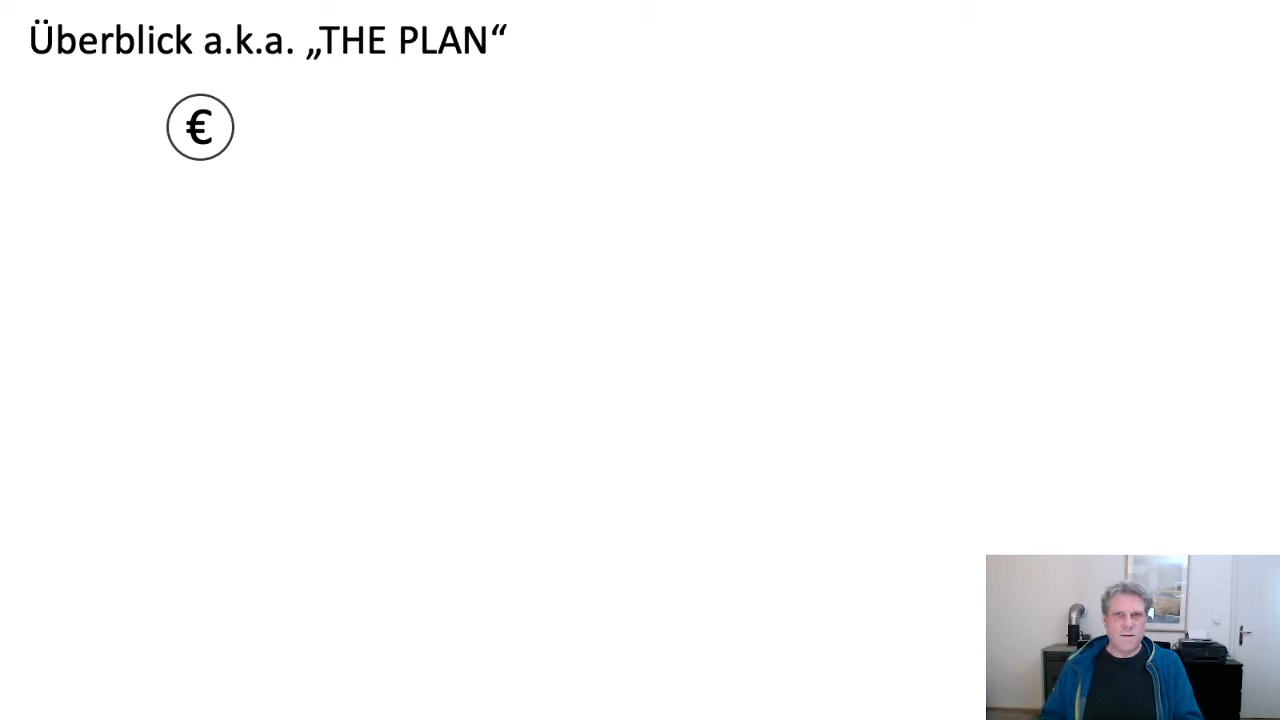 Überblick a.k.a. „THE PLAN“
€